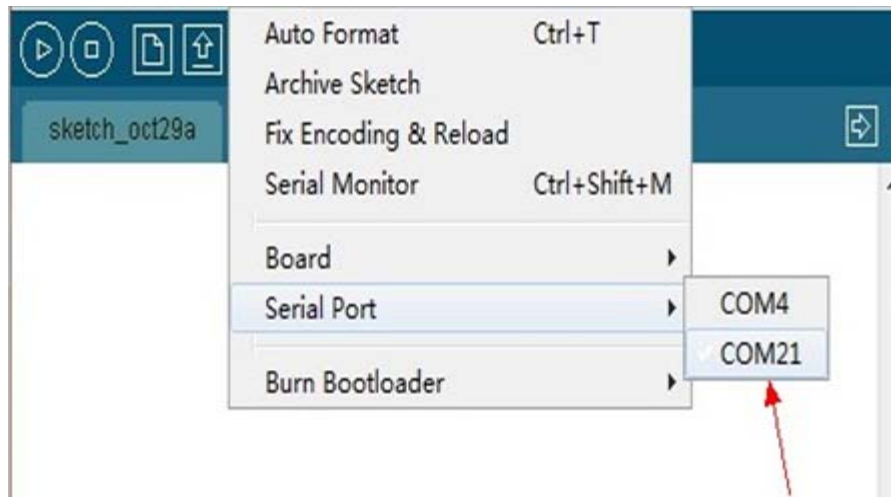 Auto Format Ctrl+T
Archive Sketch
sketch_oct29a
Fix Encoding & Reload
Serial Monitor Ctrl+Shift+M
Board
Serial Port
COM4
COM21
Burn Bootloader